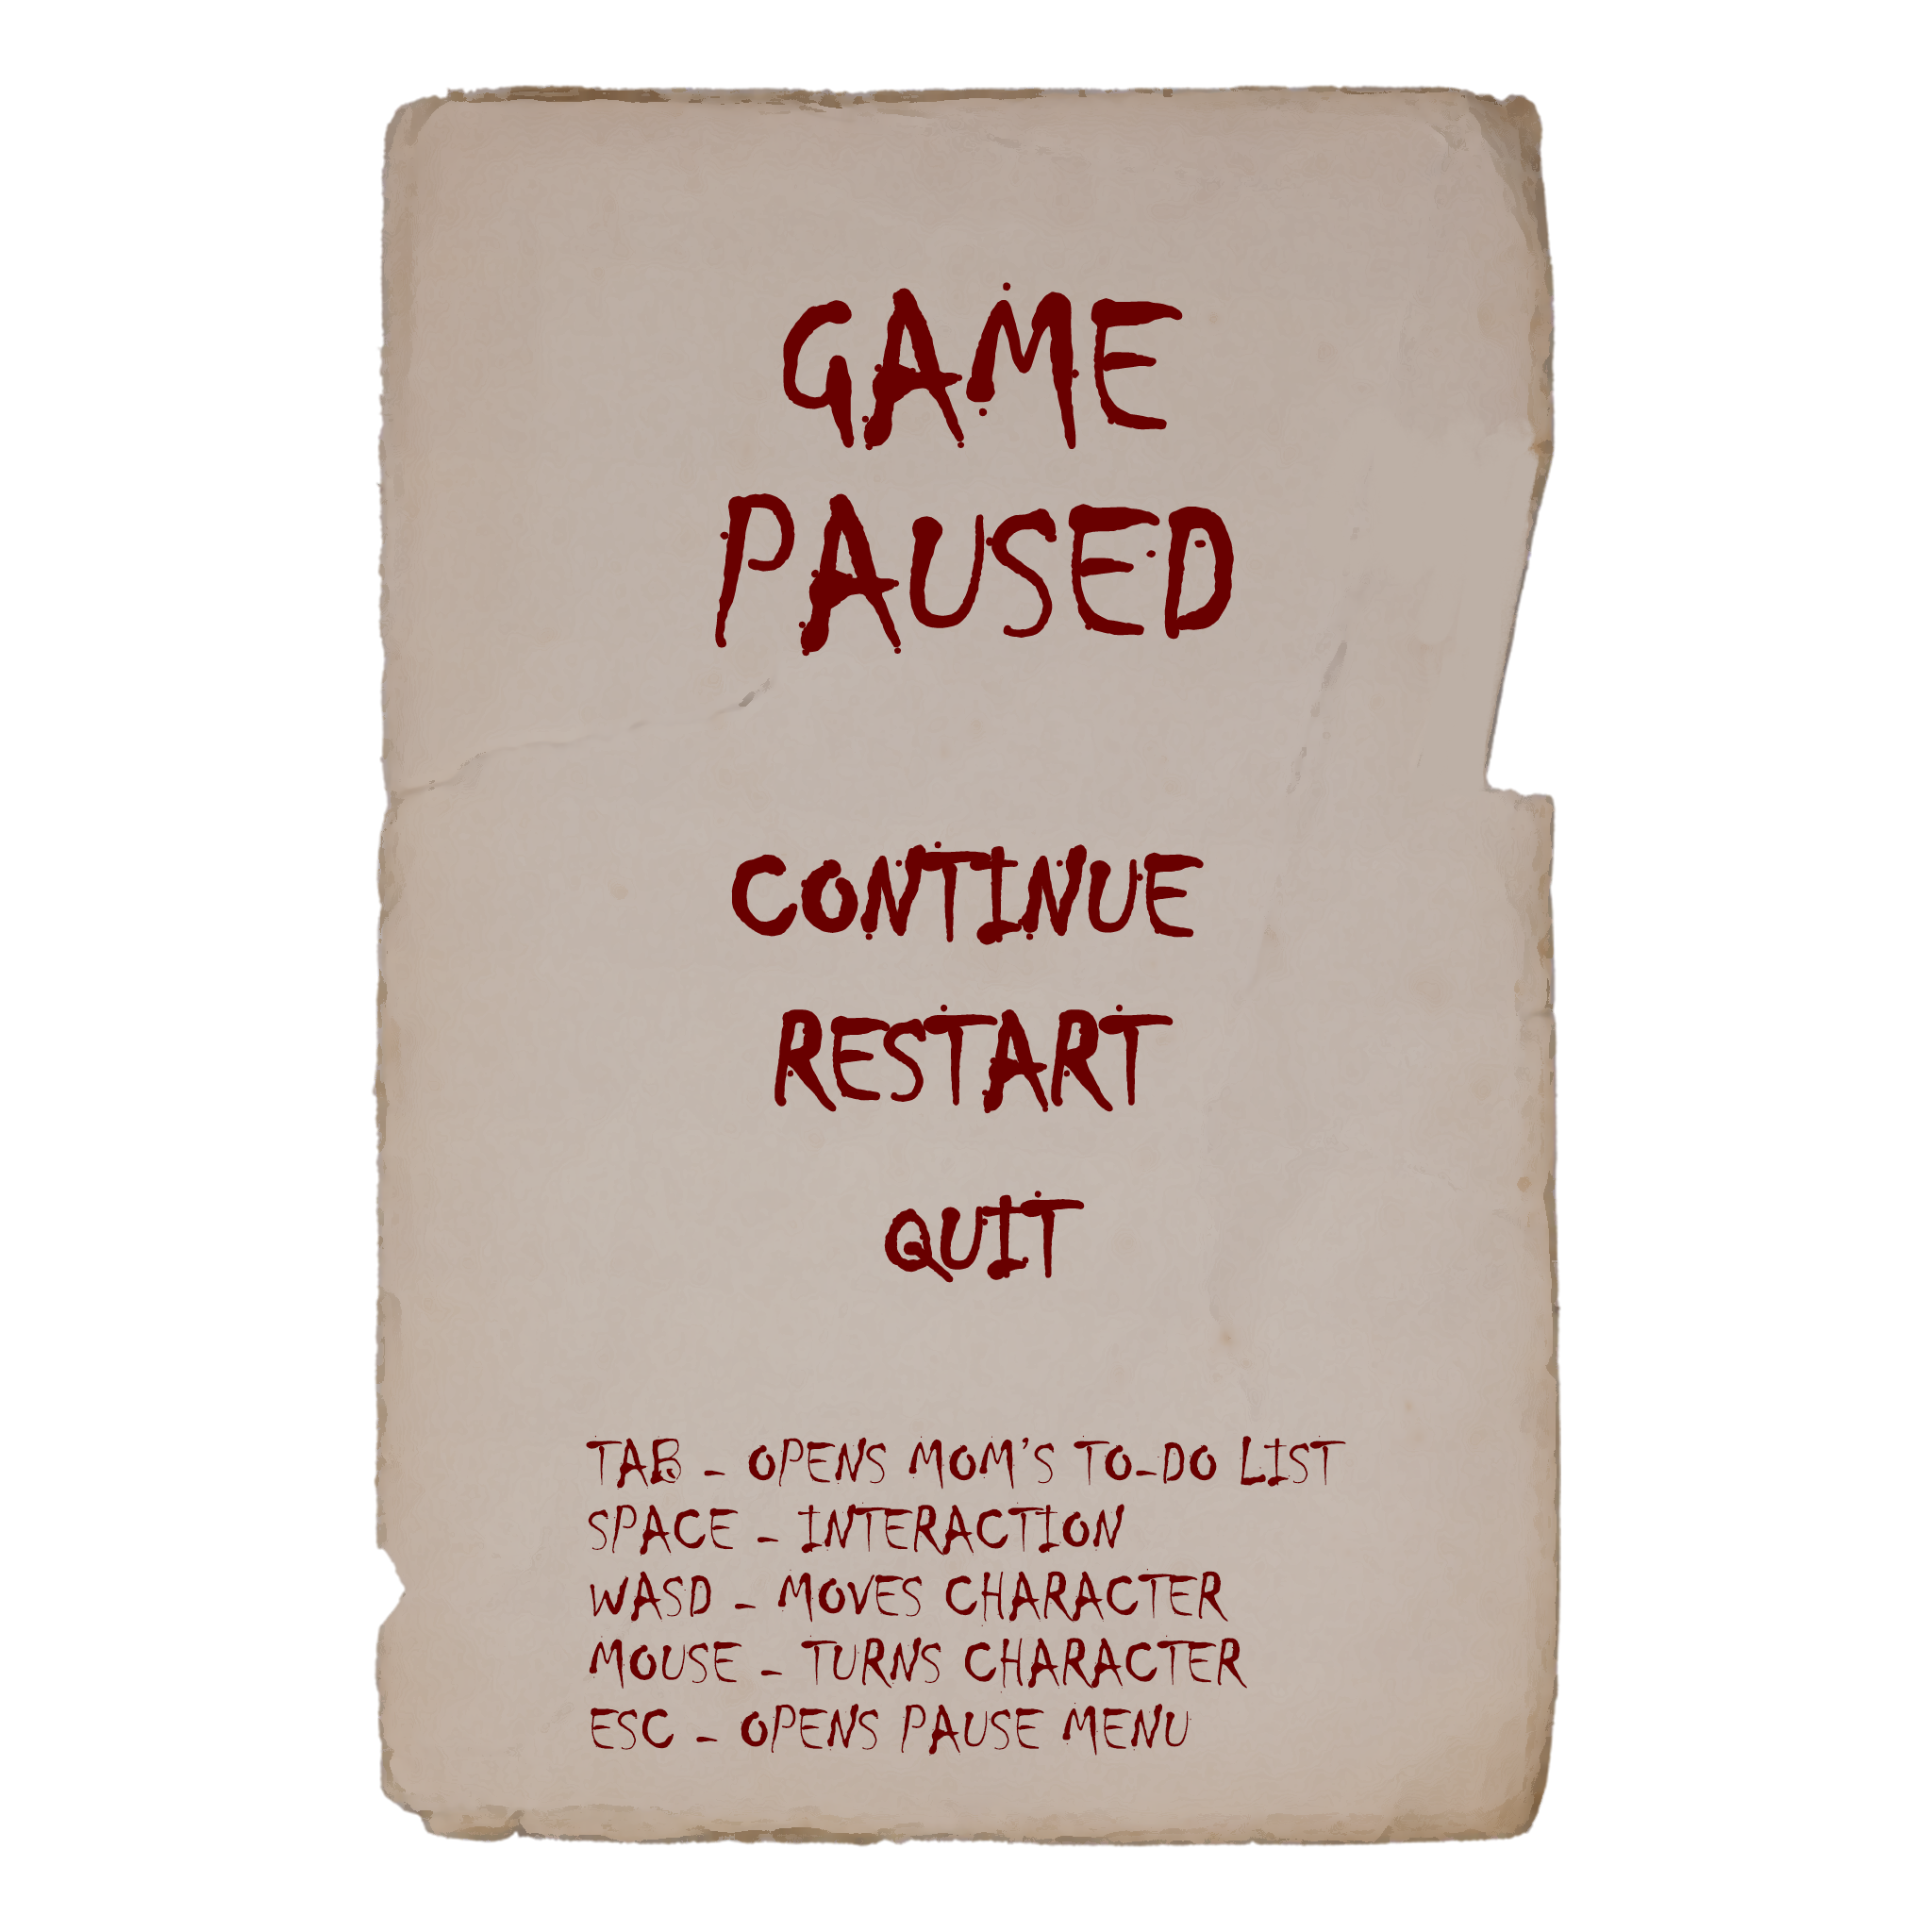 GAME
PAUSED
CONTINUE
RESTART
QUIT
TAB - OPENS MOM'S TO-DO LIST
SPACE - INTERACTION
WASD - MOVES CHARACTER
MOUSE - TURNS CHARACTER
ESC - OPENS PAUSE MENU